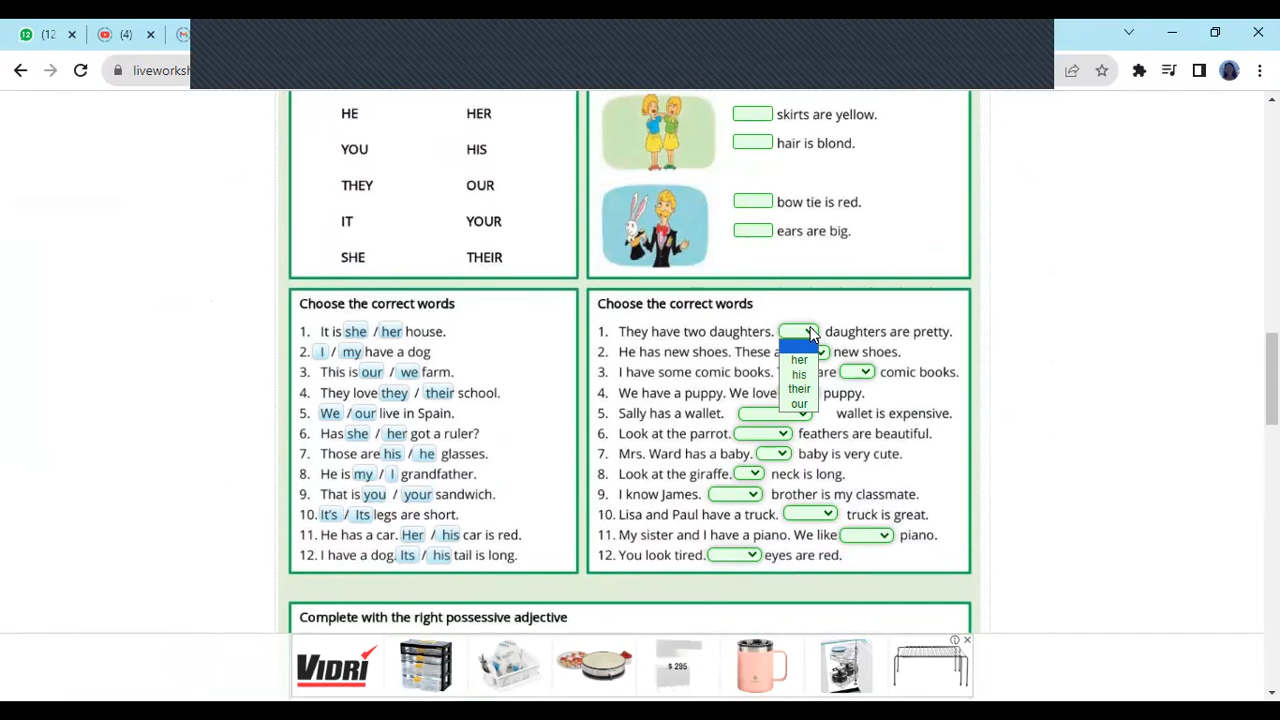 (12
(4)
liveworksh
HE HER
YOU HIS
THEY OUR
IT YOUR
SHE THEIR
skirts are yellow.
hair is blond.
bow tie is red.
ears are big.
Choose the correct words
1. It is she / her house.
2. I / my have a dog
3. This is our / we farm.
4. They love they / their school.
5. We / our live in Spain.
6. Has she / her got a ruler?
7. Those are his / he glasses.
8. He is my / I grandfather.
9. That is you / your sandwich.
10. It's / Its legs are short.
11. He has a car. Her / his car is red.
12. I have a dog. Its / his tail is long.
Choose the correct words
1. They have two daughters. daughters are pretty.
2. He has new shoes. These a new shoes.
3. I have some comic books. T are comic books.
4. We have a puppy. We love puppy.
5. Sally has a wallet. wallet is expensive.
6. Look at the parrot. feathers are beautiful.
7. Mrs. Ward has a baby. baby is very cute.
8. Look at the giraffe. neck is long.
9. I know James. brother is my classmate.
10. Lisa and Paul have a truck. truck is great.
11. My sister and I have a piano. We like piano.
12. You look tired. eyes are red.
her
his
their
our
Complete with the right possessive adjective
VIDRI
$ 295